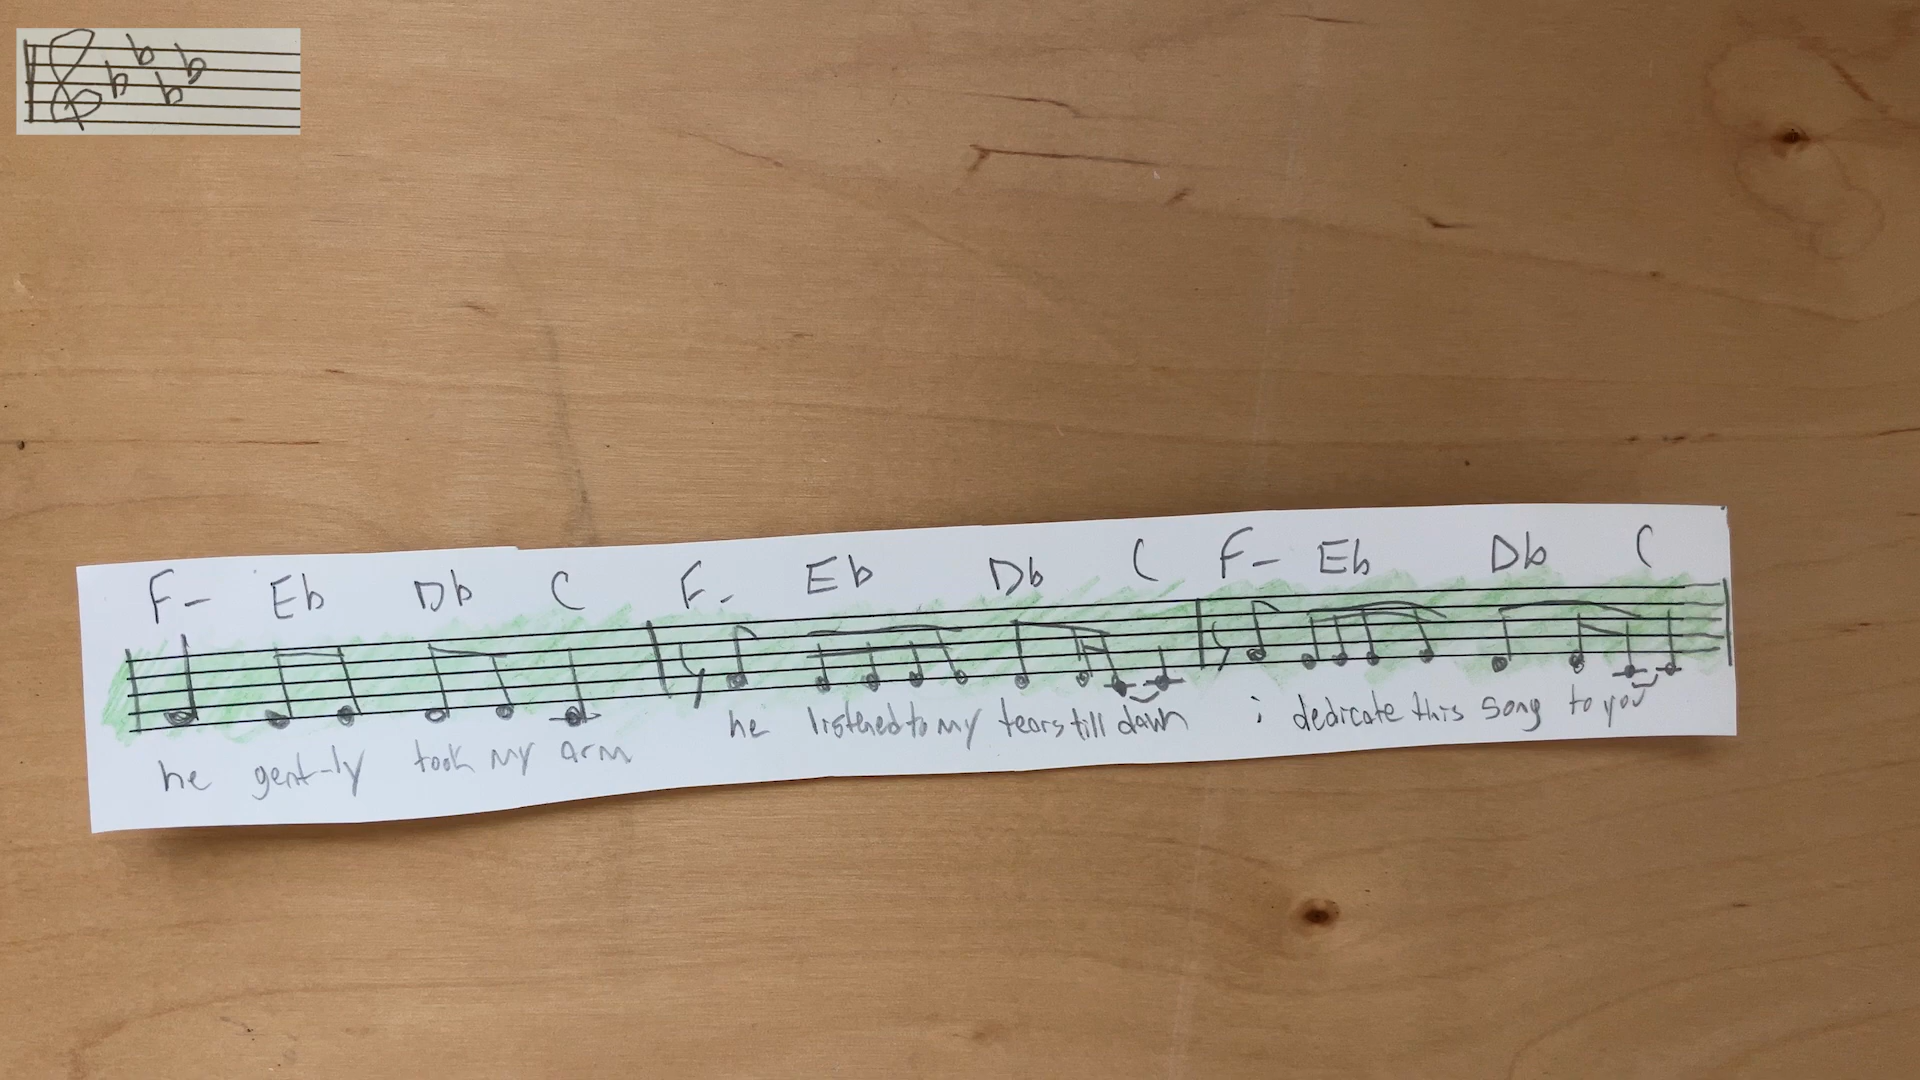 F- Eb Db C F- Eb Db C F- Eb Db C
he gent-ly took my arm he listened to my tears till dawn i dedicate this song to you